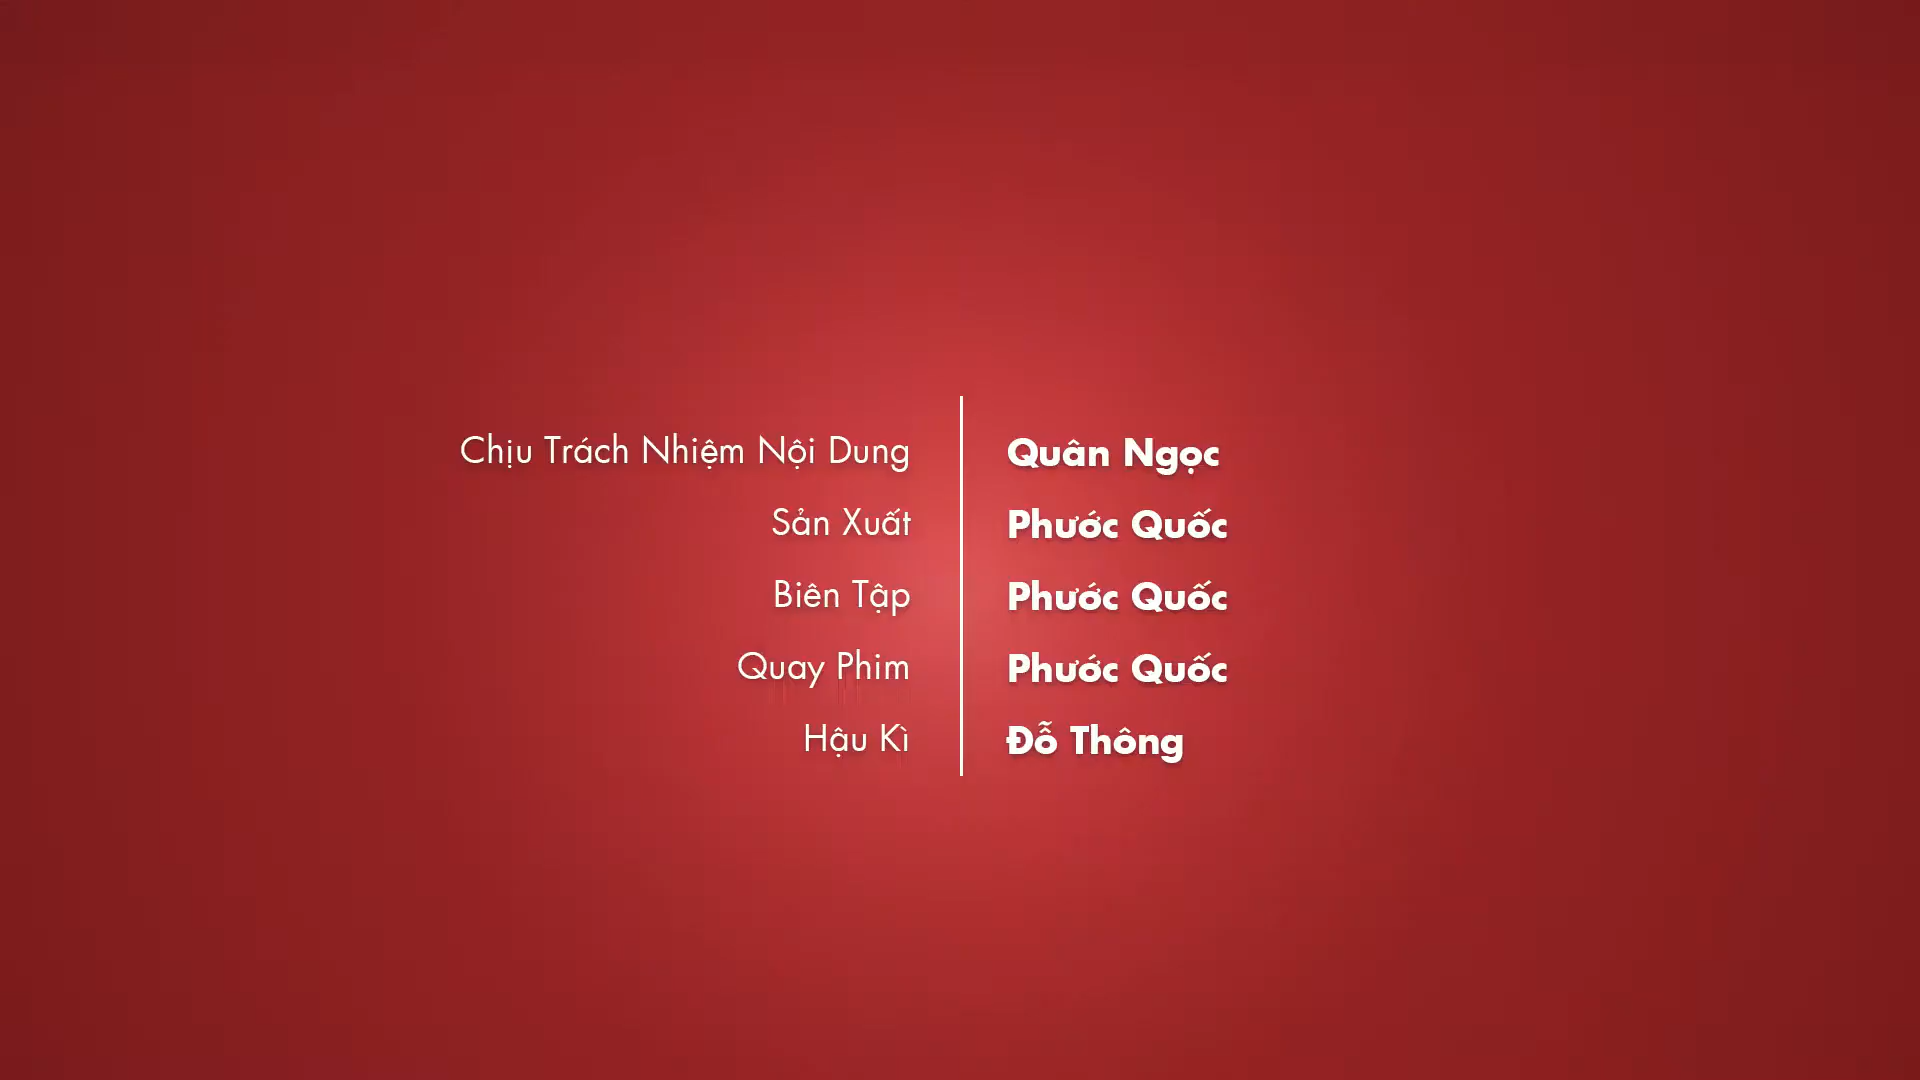 Chịu Trách Nhiệm Nội Dung Quân Ngọc
Sản Xuất Phước Quốc
Biên Tập Phước Quốc
Quay Phim Phước Quốc
Hậu Kì Đỗ Thông